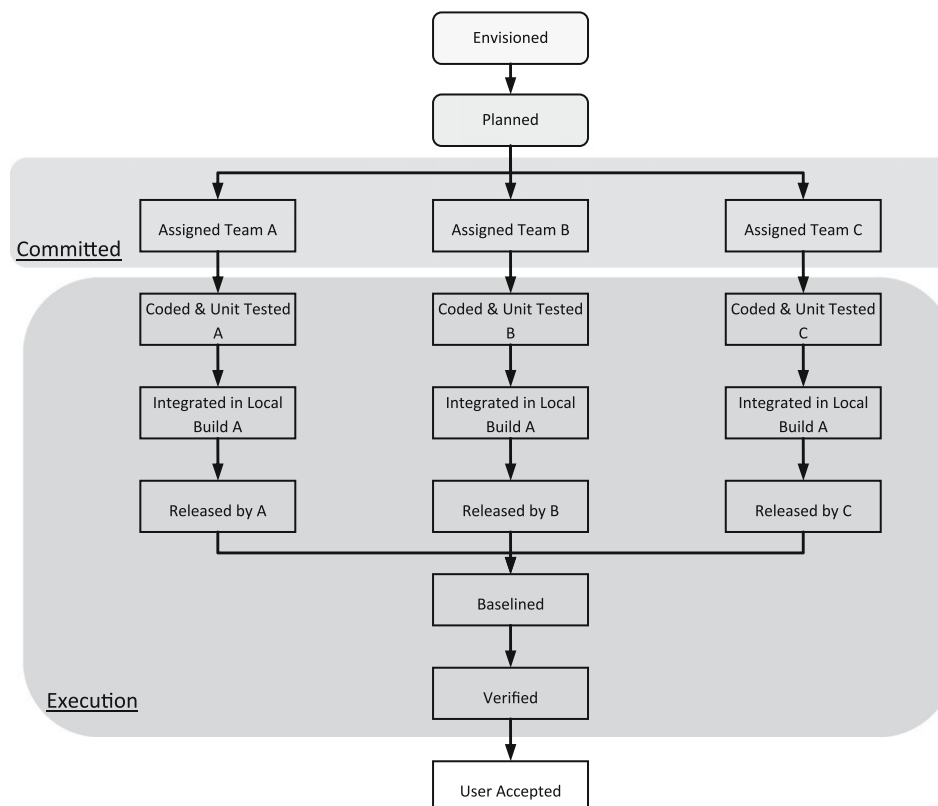 Envisioned
Planned
Assigned Team A
Assigned Team B
Assigned Team C
Committed
Coded & Unit Tested
A
Coded & Unit Tested
B
Coded & Unit Tested
C
Integrated in Local
Build A
Integrated in Local
Build A
Integrated in Local
Build A
Released by A
Released by B
Released by C
Baselined
Verified
Execution
User Accepted